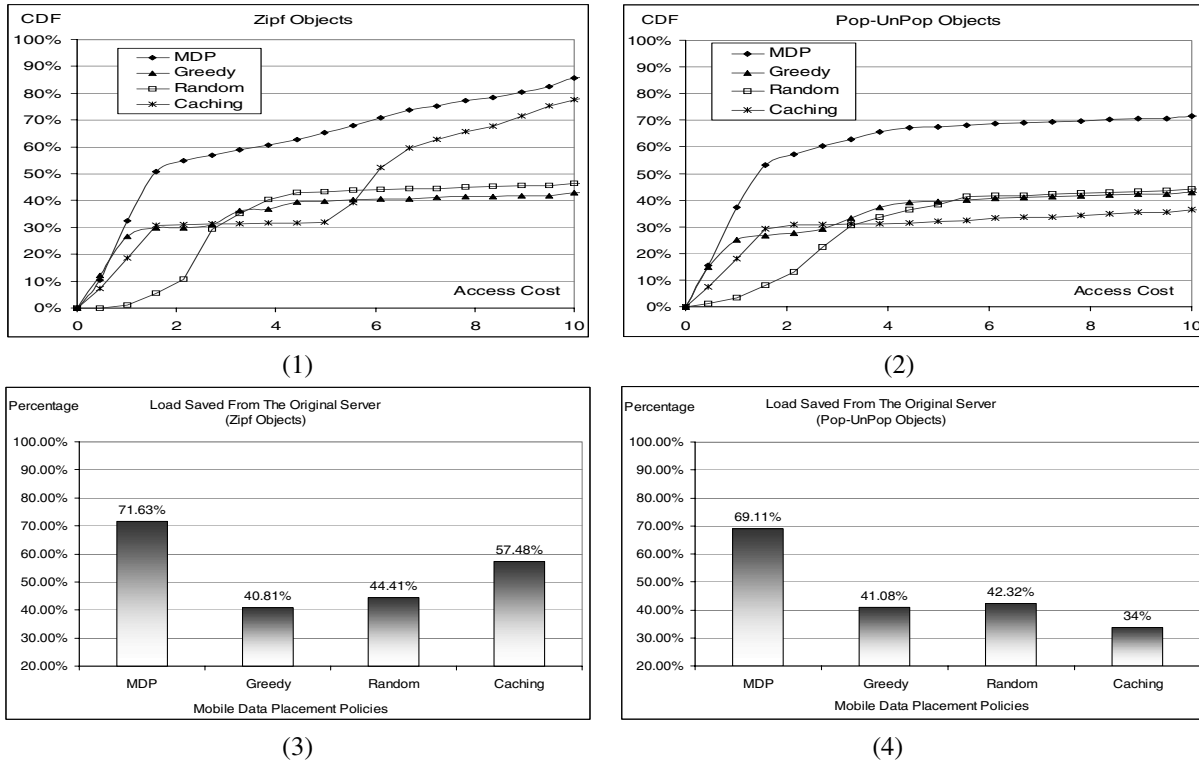 CDF
Zipf Objects
100%
90%
80%
70%
60%
50%
40%
30%
20%
10%
0%
MDP
Greedy
Random
Caching
Access Cost
0 2 4 6 8 10
(1)
CDF
Pop-UnPop Objects
100%
90%
80%
70%
60%
50%
40%
30%
20%
10%
0%
MDP
Greedy
Random
Caching
Access Cost
0 2 4 6 8 10
(2)
Percentage
Load Saved From The Original Server
(Zipf Objects)
100.00%
90.00%
80.00%
70.00%
60.00%
50.00%
40.00%
30.00%
20.00%
71.63%
40.81%
44.41%
57.48%
MDP Greedy Random Caching
Mobile Data Placement Policies
(3)
Percentage
Load Saved From The Original Server
(Pop-UnPop Objects)
100.00%
90.00%
80.00%
70.00%
60.00%
50.00%
40.00%
30.00%
20.00%
69.11%
41.08%
42.32%
34%
MDP Greedy Random Caching
Mobile Data Placement Policies
(4)